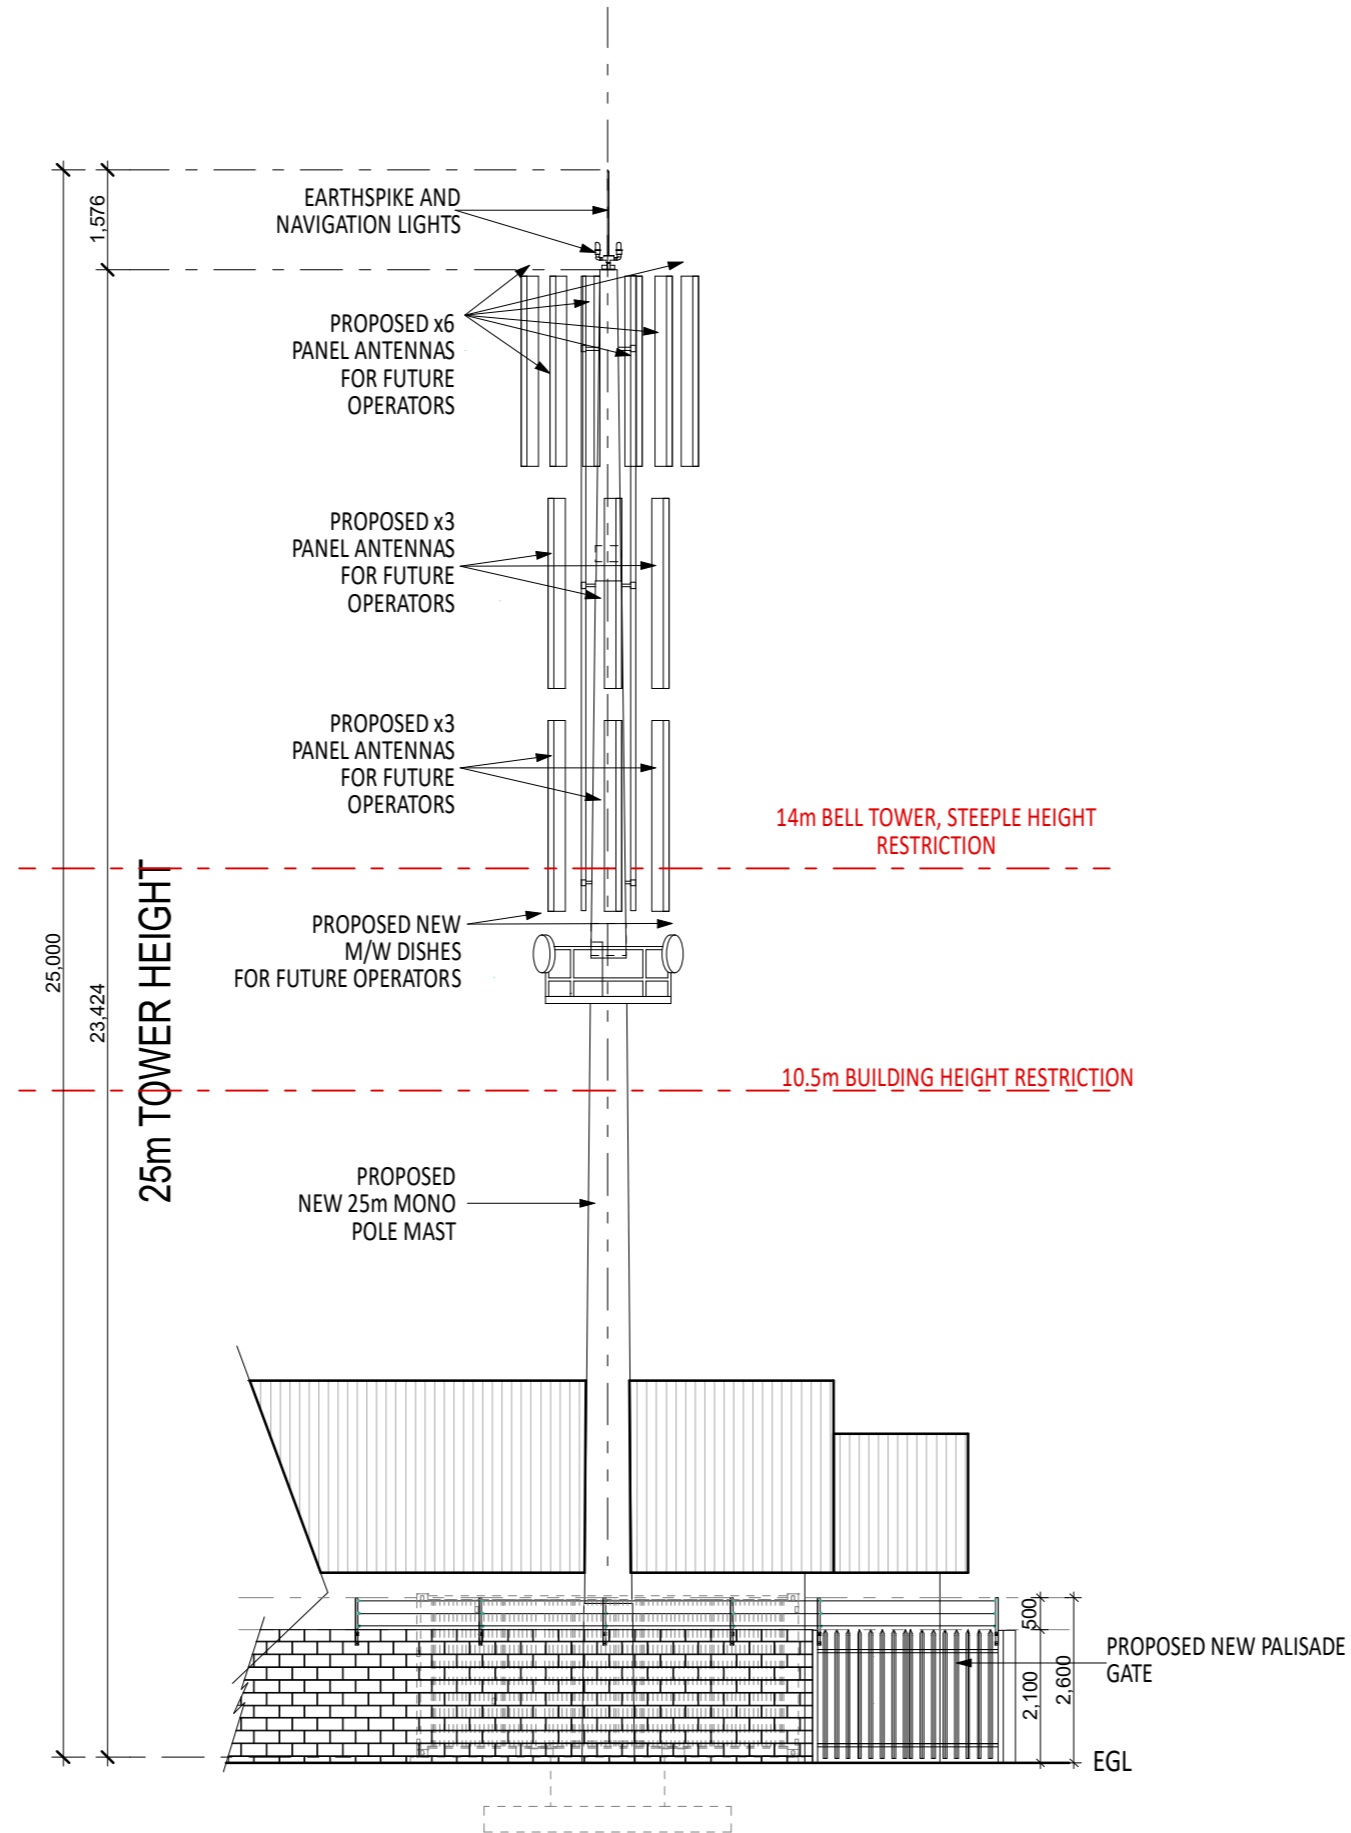 1,576
EARTHSPIKE AND
NAVIGATION LIGHTS
PROPOSED x6
PANEL ANTENNAS
FOR FUTURE
OPERATORS
PROPOSED x3
PANEL ANTENNAS
FOR FUTURE
OPERATORS
PROPOSED x3
PANEL ANTENNAS
FOR FUTURE
OPERATORS
14m BELL TOWER, STEEPLE HEIGHT
RESTRICTION
PROPOSED NEW
M/W DISHES
FOR FUTURE OPERATORS
25,000
23,424
25m TOWER HEIGHT
10.5m BUILDING HEIGHT RESTRICTION
PROPOSED
NEW 25m MONO
POLE MAST
500
2,100
2,600
PROPOSED NEW PALISADE
GATE
EGL